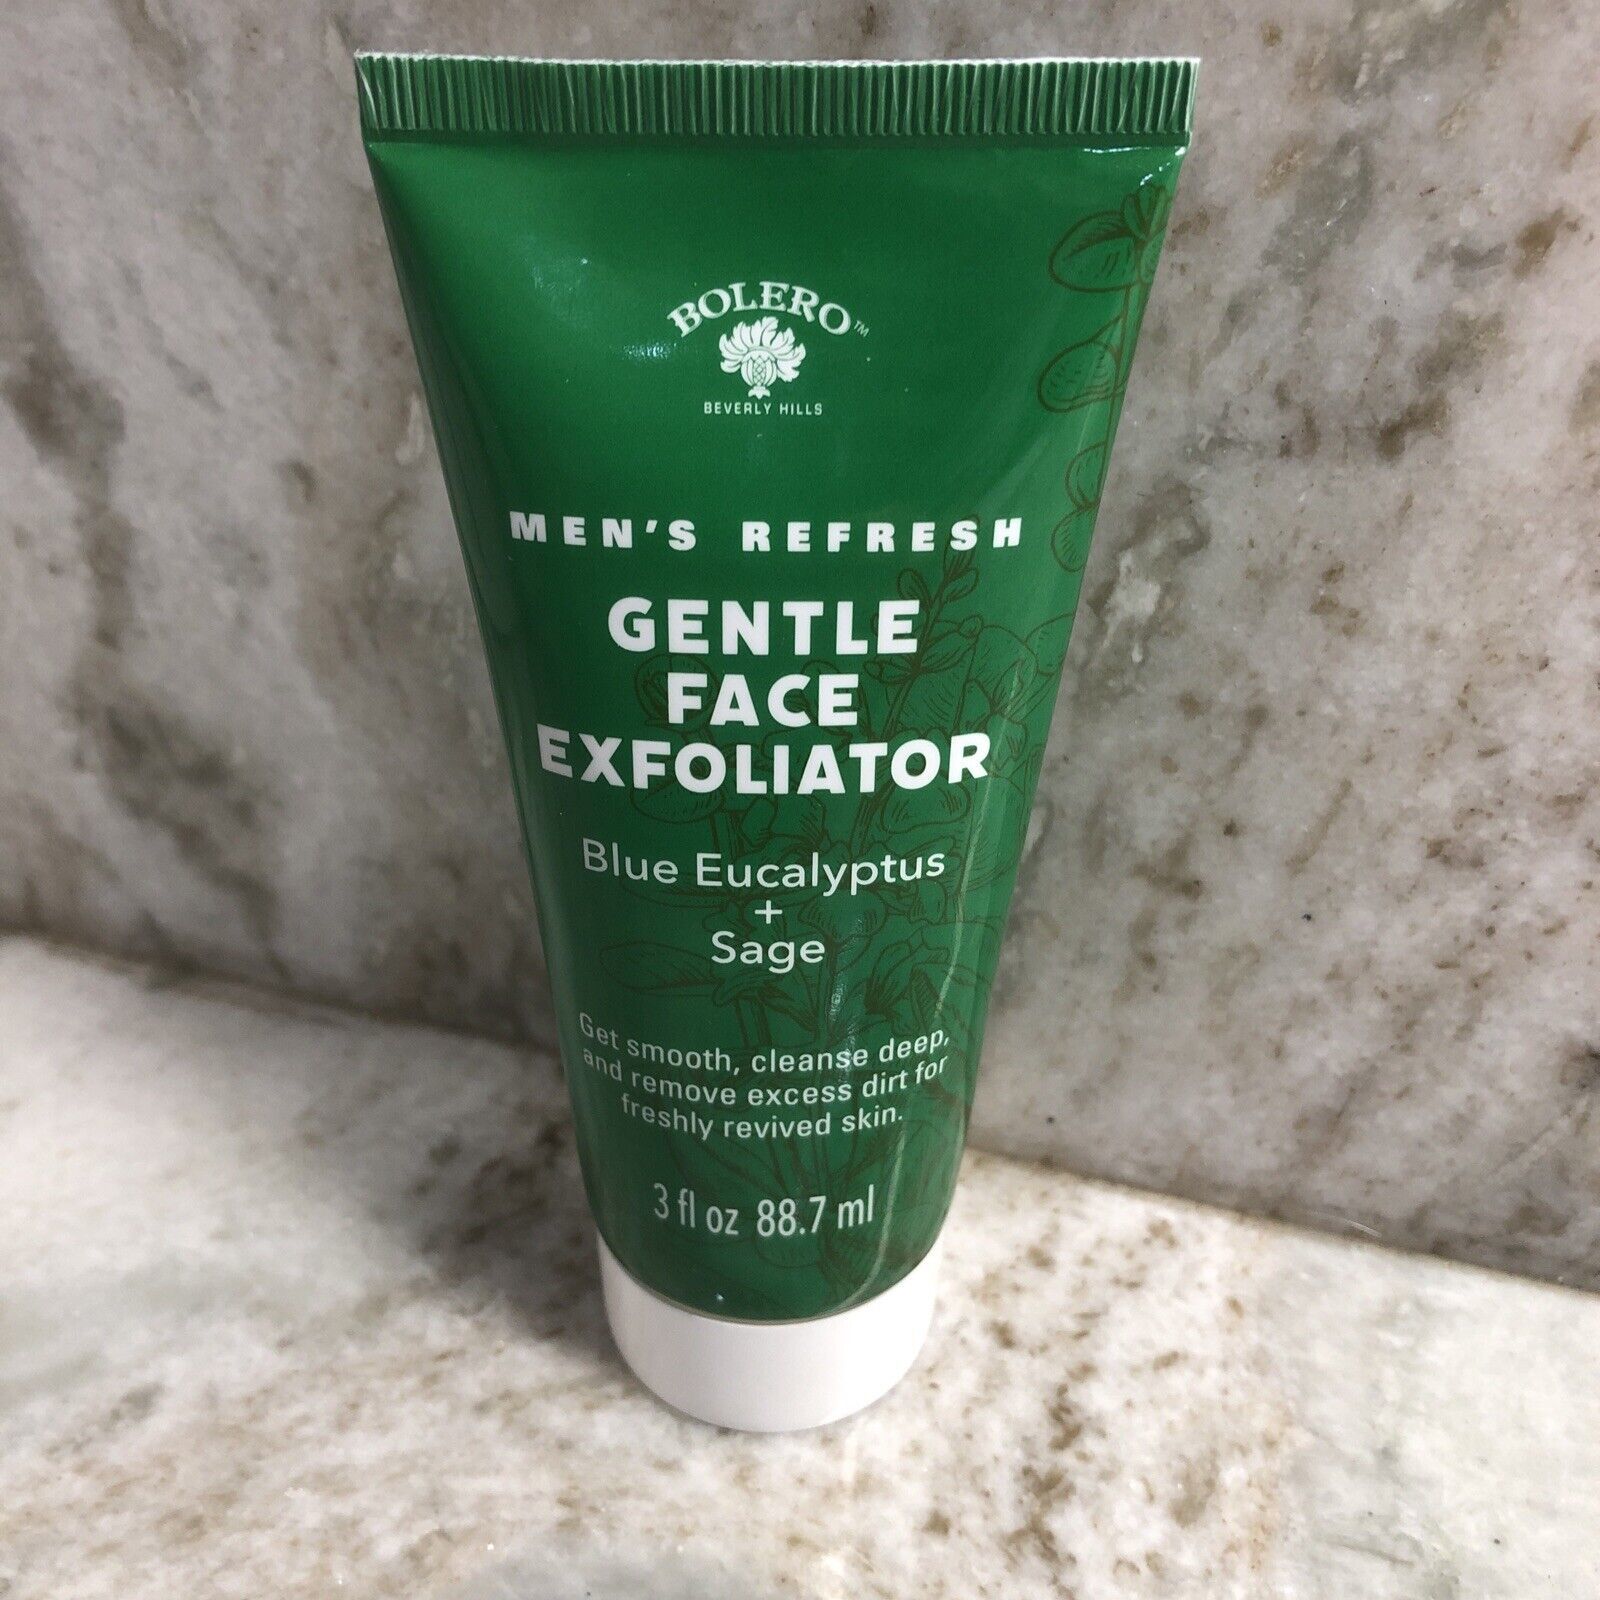 BOLERO™
BEVERLY HILLS
MEN'S REFRESH
GENTLE
FACE
EXFOLIATOR
Blue Eucalyptus
+
Sage
Get smooth, cleanse deep,
and remove excess dirt for
freshly revived skin.
3 fl oz 88.7 ml